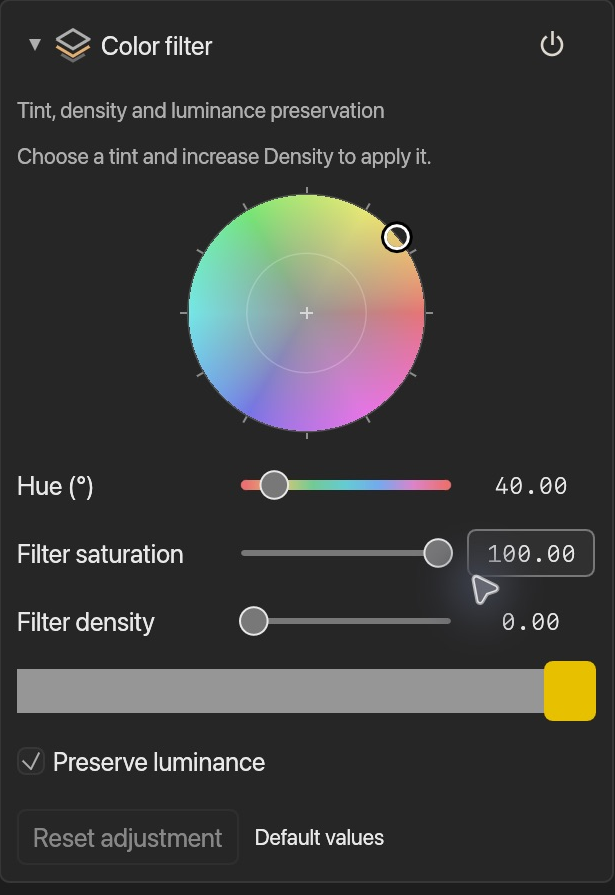 Color filter
Tint, density and luminance preservation
Choose a tint and increase Density to apply it.
Hue (°) 40.00
Filter saturation 100.00
Filter density 0.00
Preserve luminance
Reset adjustment Default values